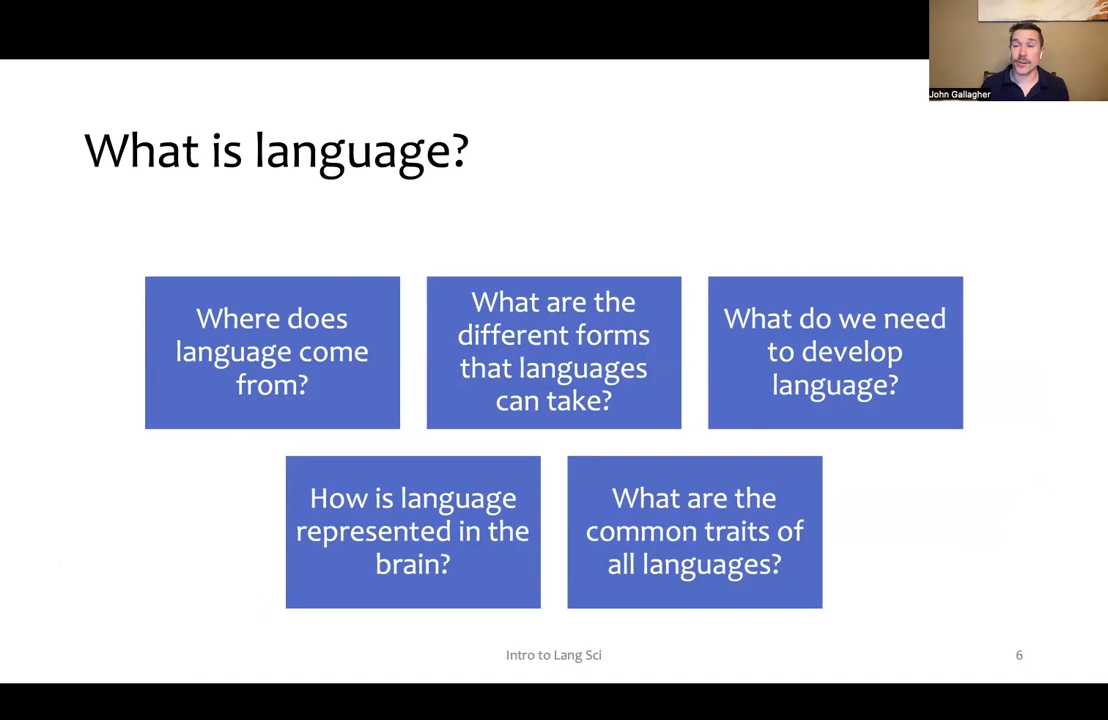 John Gallagher
What is language?
Where does
language come
from?
What are the
different forms
that languages
can take?
What do we need
to develop
language?
How is language
represented in the
brain?
What are the
common traits of
all languages?
Intro to Lang Sci
6